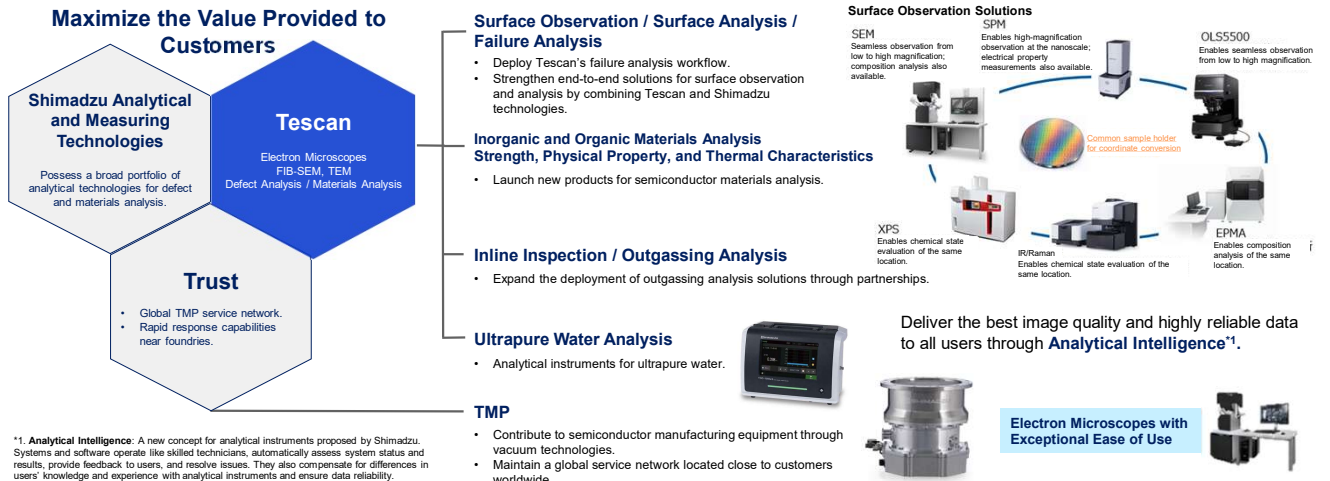 Maximize the Value Provided to
Customers
Shimadzu Analytical
and Measuring
Technologies
Possess a broad portfolio of
analytical technologies for defect
and materials analysis.
Tescan
Electron Microscopes
FIB-SEM, TEM
Defect Analysis / Materials Analysis
Trust
• Global TMP service network.
• Rapid response capabilities
near foundries.
*1. Analytical Intelligence: A new concept for analytical instruments proposed by Shimadzu.
Systems and software operate like skilled technicians, automatically assess system status and
results, provide feedback to users, and resolve issues. They also compensate for differences in
users' knowledge and experience with analytical instruments and ensure data reliability.
Surface Observation / Surface Analysis /
Failure Analysis
• Deploy Tescan's failure analysis workflow.
• Strengthen end-to-end solutions for surface observation
and analysis by combining Tescan and Shimadzu
technologies.
Inorganic and Organic Materials Analysis
Strength, Physical Property, and Thermal Characteristics
• Launch new products for semiconductor materials analysis.
Inline Inspection / Outgassing Analysis
• Expand the deployment of outgassing analysis solutions through partnerships.
Ultrapure Water Analysis
• Analytical instruments for ultrapure water.
TMP
• Contribute to semiconductor manufacturing equipment through
vacuum technologies.
• Maintain a global service network located close to customers
worldwide.
Surface Observation Solutions
SEM
Seamless observation from
low to high magnification;
composition analysis also
available.
SPM
Enables high-magnification
observation at the nanoscale;
electrical property
measurements also available.
OLS5500
Enables seamless observation
from low to high magnification.
Common sample holder
for coordinate conversion
XPS
Enables chemical state
evaluation of the same
location.
IR/Raman
Enables chemical state evaluation of the
same location.
EPMA
Enables composition
analysis of the same
location.
Deliver the best image quality and highly reliable data
to all users through Analytical Intelligence*1.
Electron Microscopes with
Exceptional Ease of Use